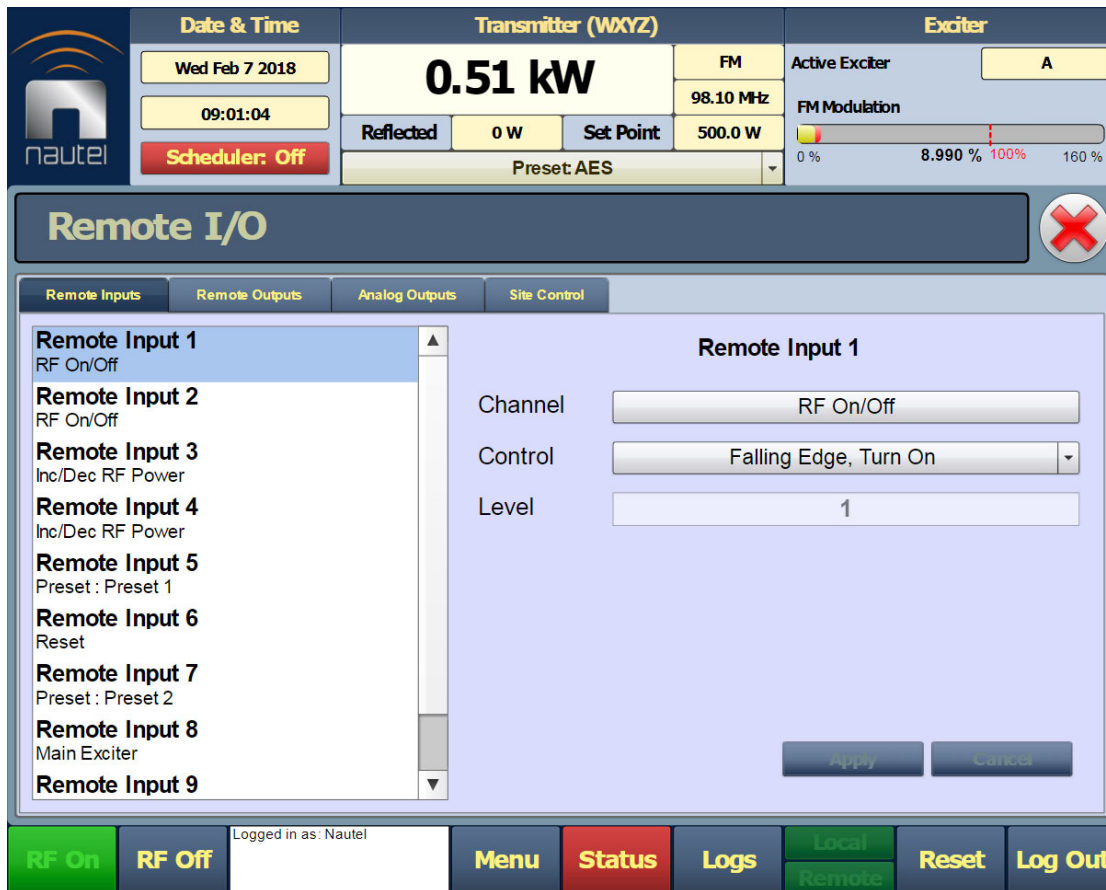 Date & Time
Transmitter (WXYZ)
Exciter
nautel
Wed Feb 7 2018
09:01:04
Scheduler: Off
0.51 kW
FM
98.10 MHz
Reflected
0 W
Set Point
500.0 W
Preset: AES
Active Exciter
A
FM Modulation
0 %
8.990 %
100%
160 %
Remote I/O
Remote Inputs
Remote Outputs
Analog Outputs
Site Control
Remote Input 1
RF On/Off
Remote Input 2
RF On/Off
Remote Input 3
Inc/Dec RF Power
Remote Input 4
Inc/Dec RF Power
Remote Input 5
Preset : Preset 1
Remote Input 6
Reset
Remote Input 7
Preset : Preset 2
Remote Input 8
Main Exciter
Remote Input 9
Remote Input 1
Channel
RF On/Off
Control
Falling Edge, Turn On
Level
1
Apply
Cancel
RF On
RF Off
Logged in as: Nautel
Menu
Status
Logs
Local
Remote
Reset
Log Out